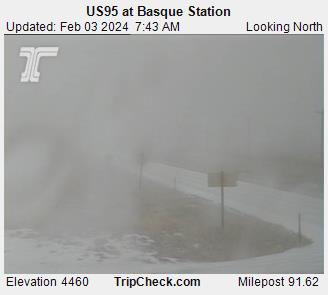 US95 at Basque Station
Updated: Feb 03 2024 7:43 AM Looking North
Elevation 4460 TripCheck.com Milepost 91.62